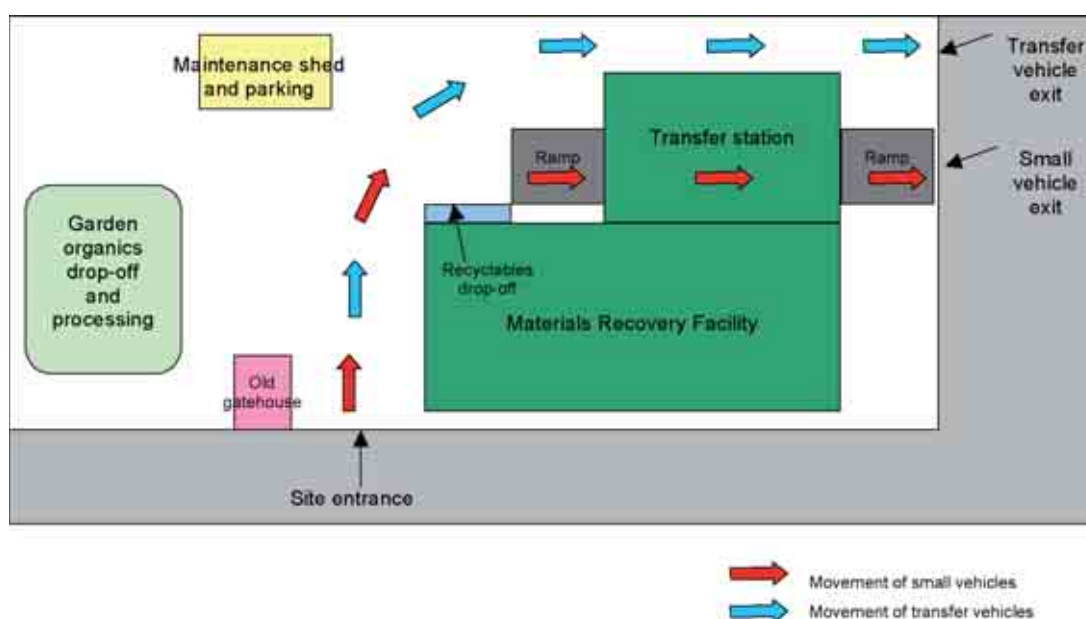 Maintenance shed
and parking
Transfer
vehicle
exit
Ramp
Transfer station
Ramp
Small
vehicle
exit
Garden
organics
drop-off
and
processing
Recyclables
drop-off
Materials Recovery Facility
Old
gatehouse
Site entrance
Movement of small vehicles
Movement of transfer vehicles